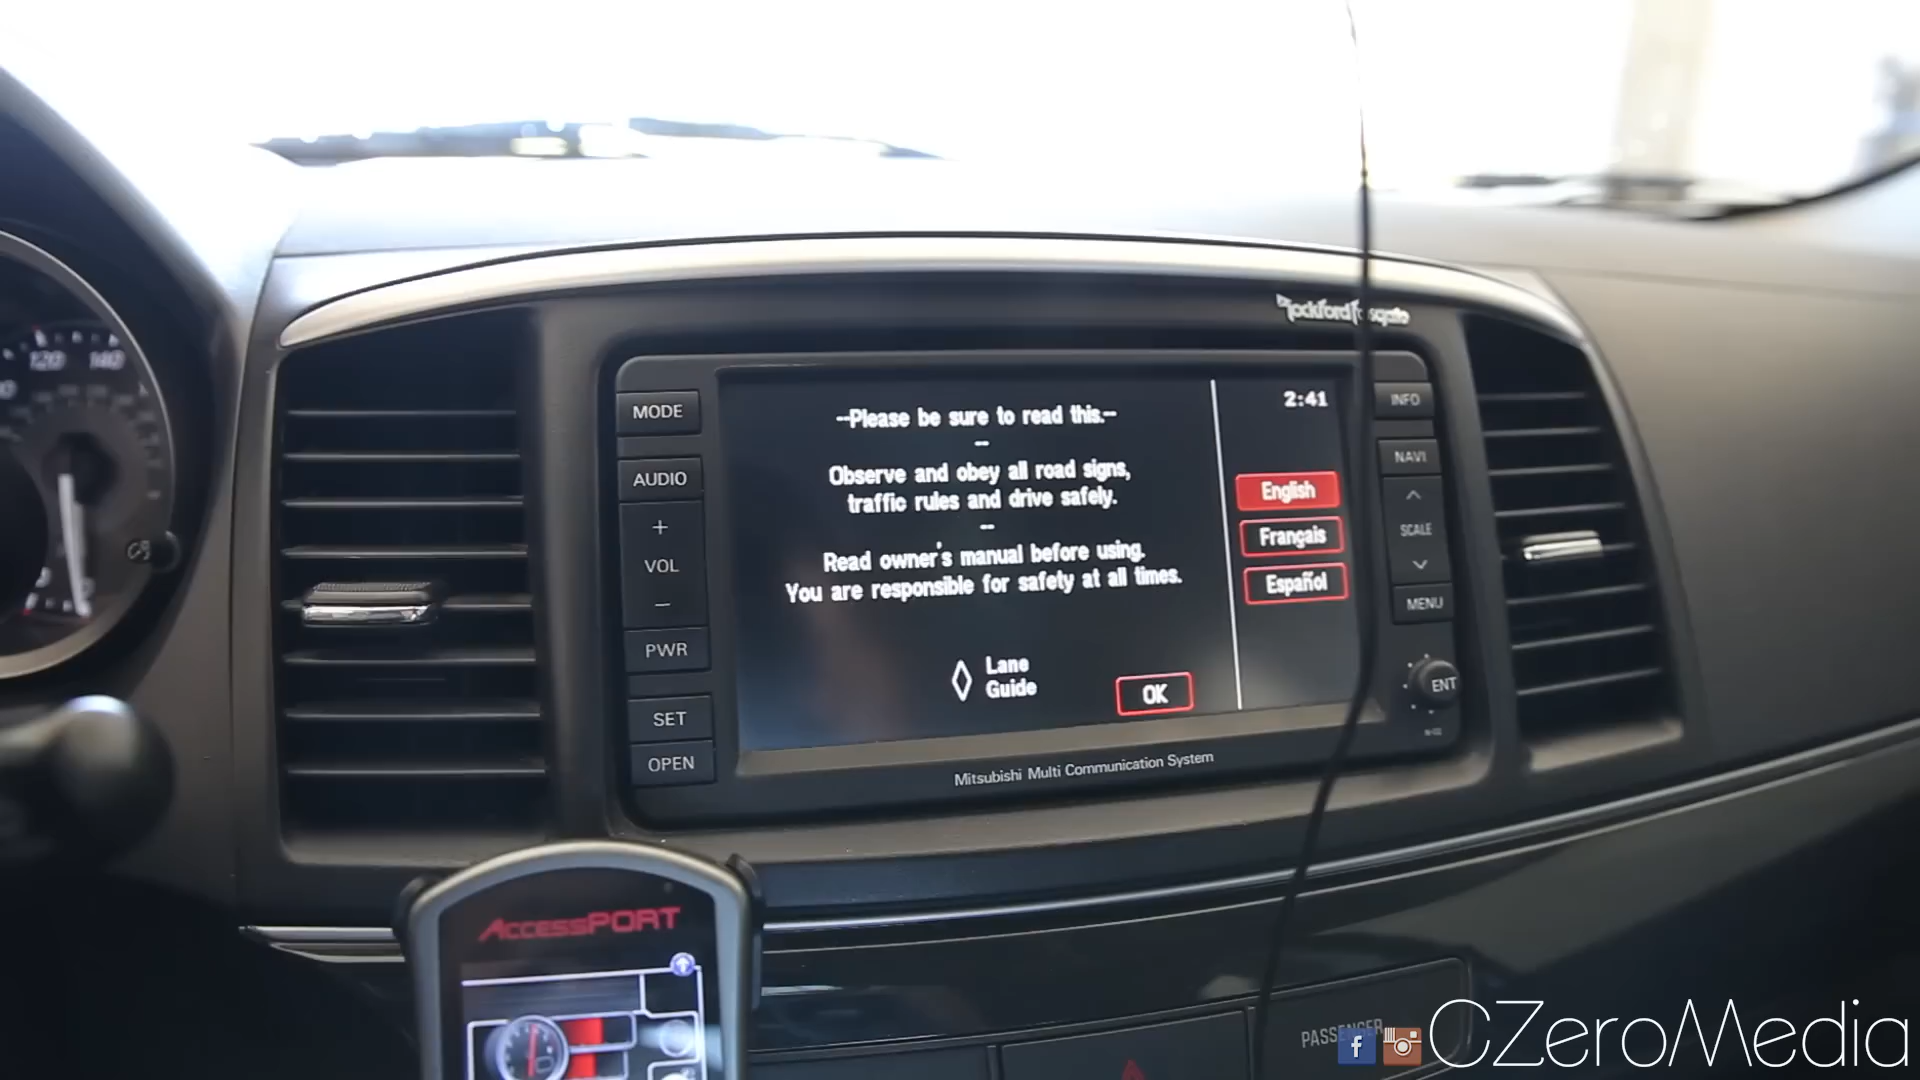 120 140
Rockford Fosgate
MODE
AUDIO
+
VOL
–
PWR
SET
OPEN
--Please be sure to read this.--
--
Observe and obey all road signs,
traffic rules and drive safely.
--
Read owner's manual before using.
You are responsible for safety at all times.
Lane
Guide
OK
2:41
English
Français
Español
INFO
NAVI
SCALE
MENU
ENT
Mitsubishi Multi Communication System
AccessPORT
PASSENGER
CZeroMedia